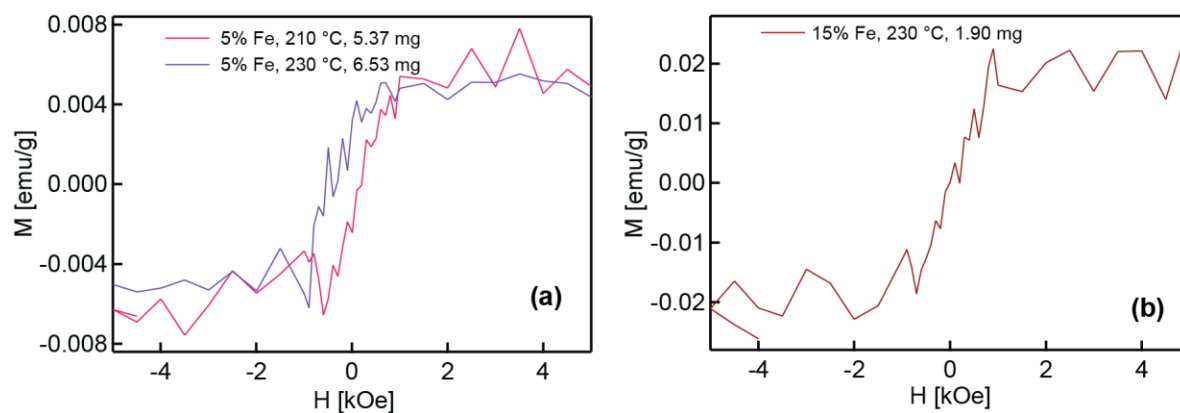 5% Fe, 210 °C, 5.37 mg
5% Fe, 230 °C, 6.53 mg
M [emu/g]
0.008
0.004
0.000
-0.004
-0.008
-4
-2
0
2
4
H [kOe]
(a)
15% Fe, 230 °C, 1.90 mg
M [emu/g]
0.02
0.01
0.00
-0.01
-0.02
-4
-2
0
2
4
H [kOe]
(b)